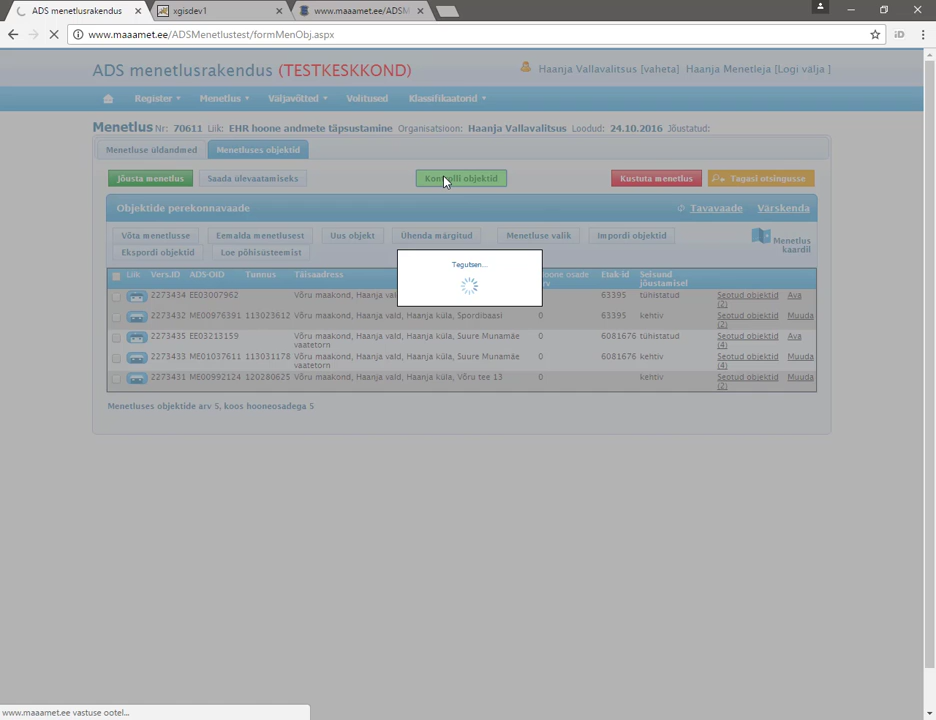 ADS menetlusrakendus
xgisdev1
www.maaamet.ee/ADSM
www.maaamet.ee/ADSMenetlustest/formMenObj.aspx
iD
ADS menetlusrakendus (TESTKESKKOND)
Haanja Vallavalitsus [vaheta] Haanja Menetleja [Logi välja ]
Register Menetlus Väljavõtted Volitused Klassifikaatorid
Menetlus Nr: 70611 Liik: EHR hoone andmete täpsustamine Organisatsioon: Haanja Vallavalitsus Loodud: 24.10.2016 Jõustatud:
Menetluse üldandmed Menetluses objektid
Jõusta menetlus Saada ülevaatamiseks Kontrolli objektid Kustuta menetlus Tagasi otsingusse
Objektide perekonnavaade Tavavaade Värskenda
Võta menetlusse Eemalda menetlusest Uus objekt Ühenda märgitud Menetluse valik Impordi objektid
Menetlus kaardil
Ekspordi objektid Loe põhisüsteemist
Tegutsen...
Liik Vers.ID ADS-OID Tunnus Täisaadress Etak-id Seisund jõustamisel
2273434 EE03007962 63395 tühistatud Seotud objektid (2) Ava
2273432 ME00976391 113023612 Võru maakond, Haanja vald, Haanja küla, Spordibaasi 0 63395 kehtiv Seotud objektid (2) Muuda
2273435 EE03213159 Võru maakond, Haanja vald, Haanja küla, Suure Munamäe vaatetorn 0 6081676 tühistatud Seotud objektid (4) Ava
2273433 ME01037611 113031178 Võru maakond, Haanja vald, Haanja küla, Suure Munamäe vaatetorn 0 6081676 kehtiv Seotud objektid (4) Muuda
2273431 ME00992124 120280625 Võru maakond, Haanja vald, Haanja küla, Võru tee 13 0 kehtiv Seotud objektid (2) Muuda
Menetluses objektide arv 5, koos hooneosadega 5
www.maaamet.ee vastuse ootel...